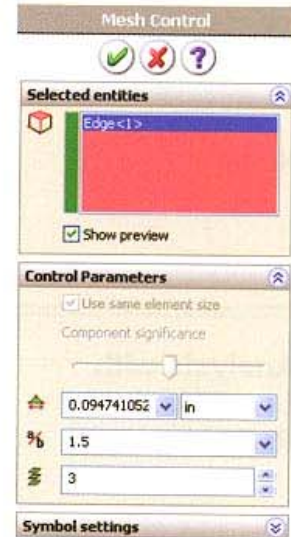 Mesh Control
?
Selected entities
Edge<1>
Show preview
Control Parameters
Use same element size
Component significance
0.094741052 in
a/b 1.5
3
Symbol settings